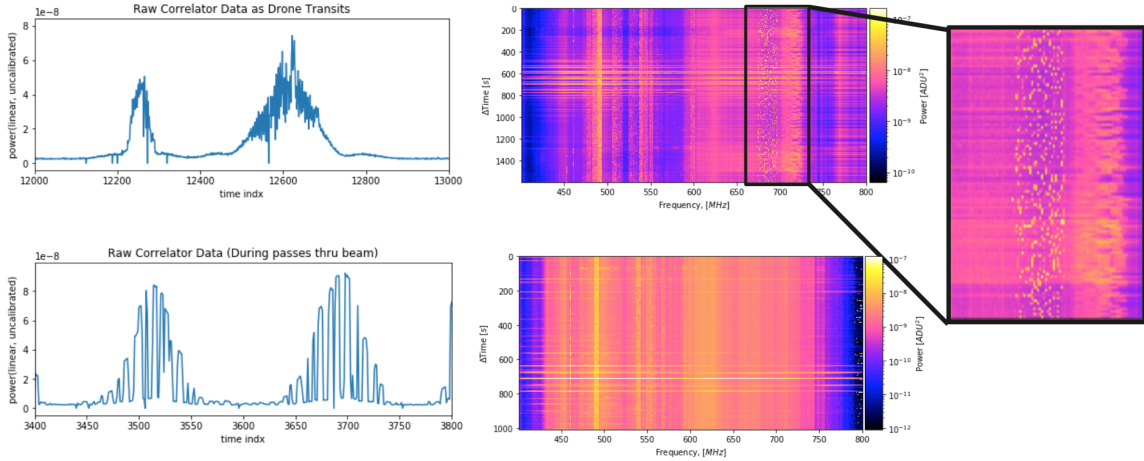 Raw Correlator Data as Drone Transits
1e−8
power(linear, uncalibrated)
8
6
4
2
0
12000 12200 12400 12600 12800 13000
time indx
Raw Correlator Data (During passes thru beam)
1e−8
power(linear, uncalibrated)
8
6
4
2
0
3400 3450 3500 3550 3600 3650 3700 3750 3800
time indx
ΔTime [s]
0
200
400
600
800
1000
1200
1400
450 500 550 600 650 700 750 800
Frequency, [MHz]
10⁻⁷
10⁻⁸
10⁻⁹
10⁻¹⁰
Power [ADU²]
ΔTime [s]
0
200
400
600
800
1000
450 500 550 600 650 700 750 800
Frequency, [MHz]
10⁻⁷
10⁻⁸
10⁻⁹
10⁻¹⁰
10⁻¹¹
10⁻¹²
Power [ADU²]